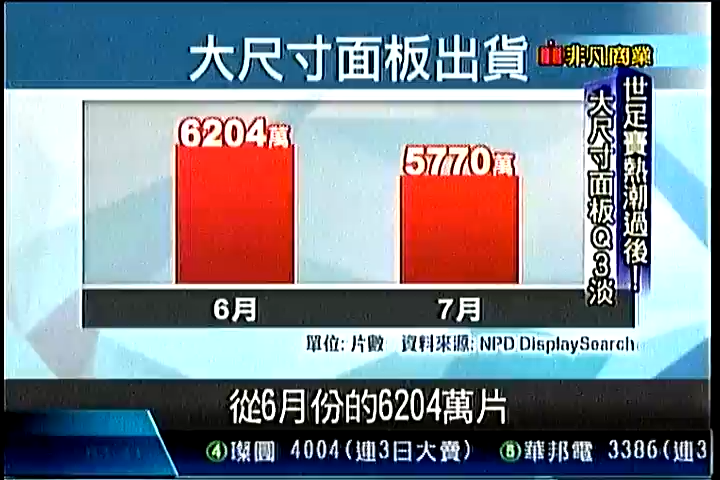 大尺寸面板出貨
非凡商業
世足賽熱潮過後!
大尺寸面板Q3淡
6204萬
5770萬
6月
7月
單位: 片數 資料來源: NPD DisplaySearch
從6月份的6204萬片
④璨圓 4004(連3日大賣) ⑤華邦電 3386(連3